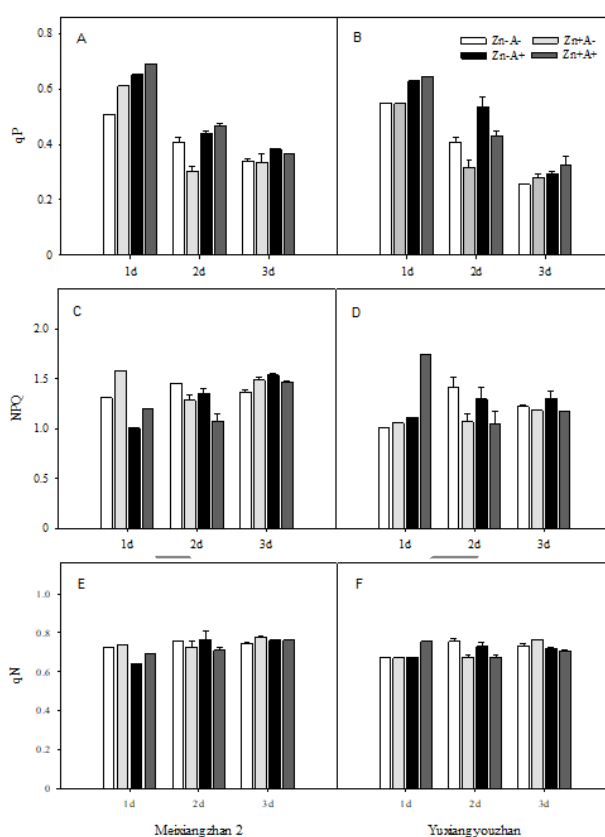 A
B
Zn-A- Zn+A-
Zn-A+ Zn+A+
qP
0.8
0.6
0.4
0.2
0
1d 2d 3d 1d 2d 3d
C
D
NPQ
2.0
1.5
1.0
0.5
0
1d 2d 3d 1d 2d 3d
E
F
qN
1.0
0.8
0.6
0.4
0.2
0
1d 2d 3d 1d 2d 3d
Meixiangzhan 2 Yuxiangyouzhan